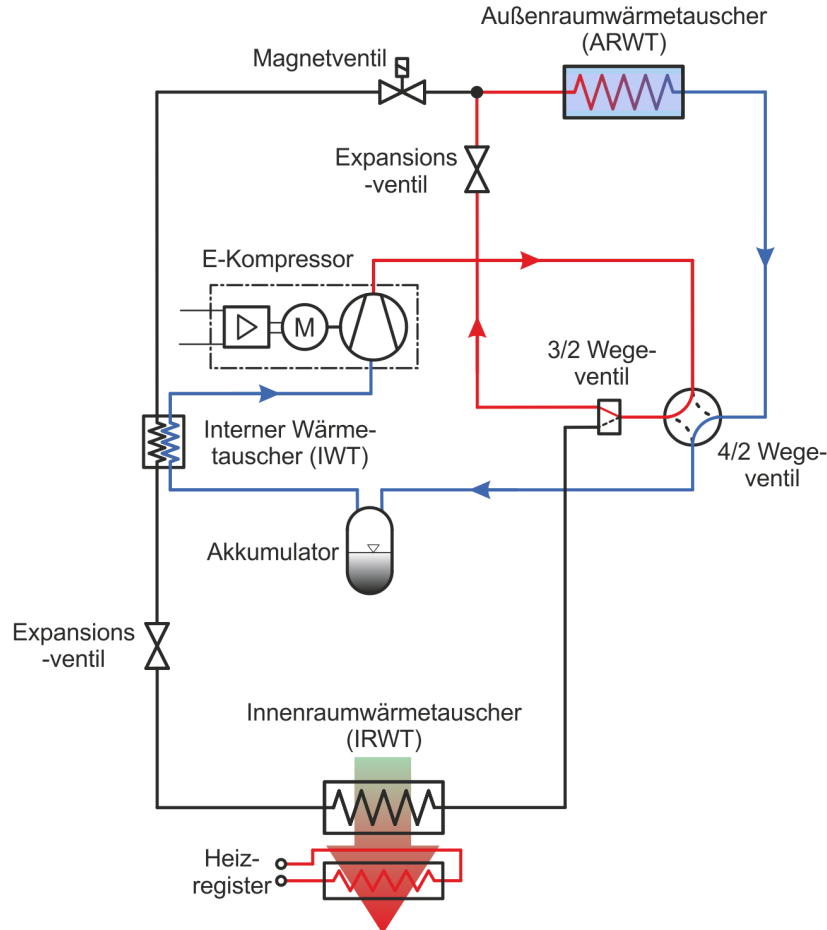 Außenraumwärmetauscher
(ARWT)
Magnetventil
Expansions
-ventil
E-Kompressor
M
3/2 Wege-
ventil
Interner Wärme-
tauscher (IWT)
4/2 Wege-
ventil
Akkumulator
Expansions
-ventil
Innenraumwärmetauscher
(IRWT)
Heiz-
register